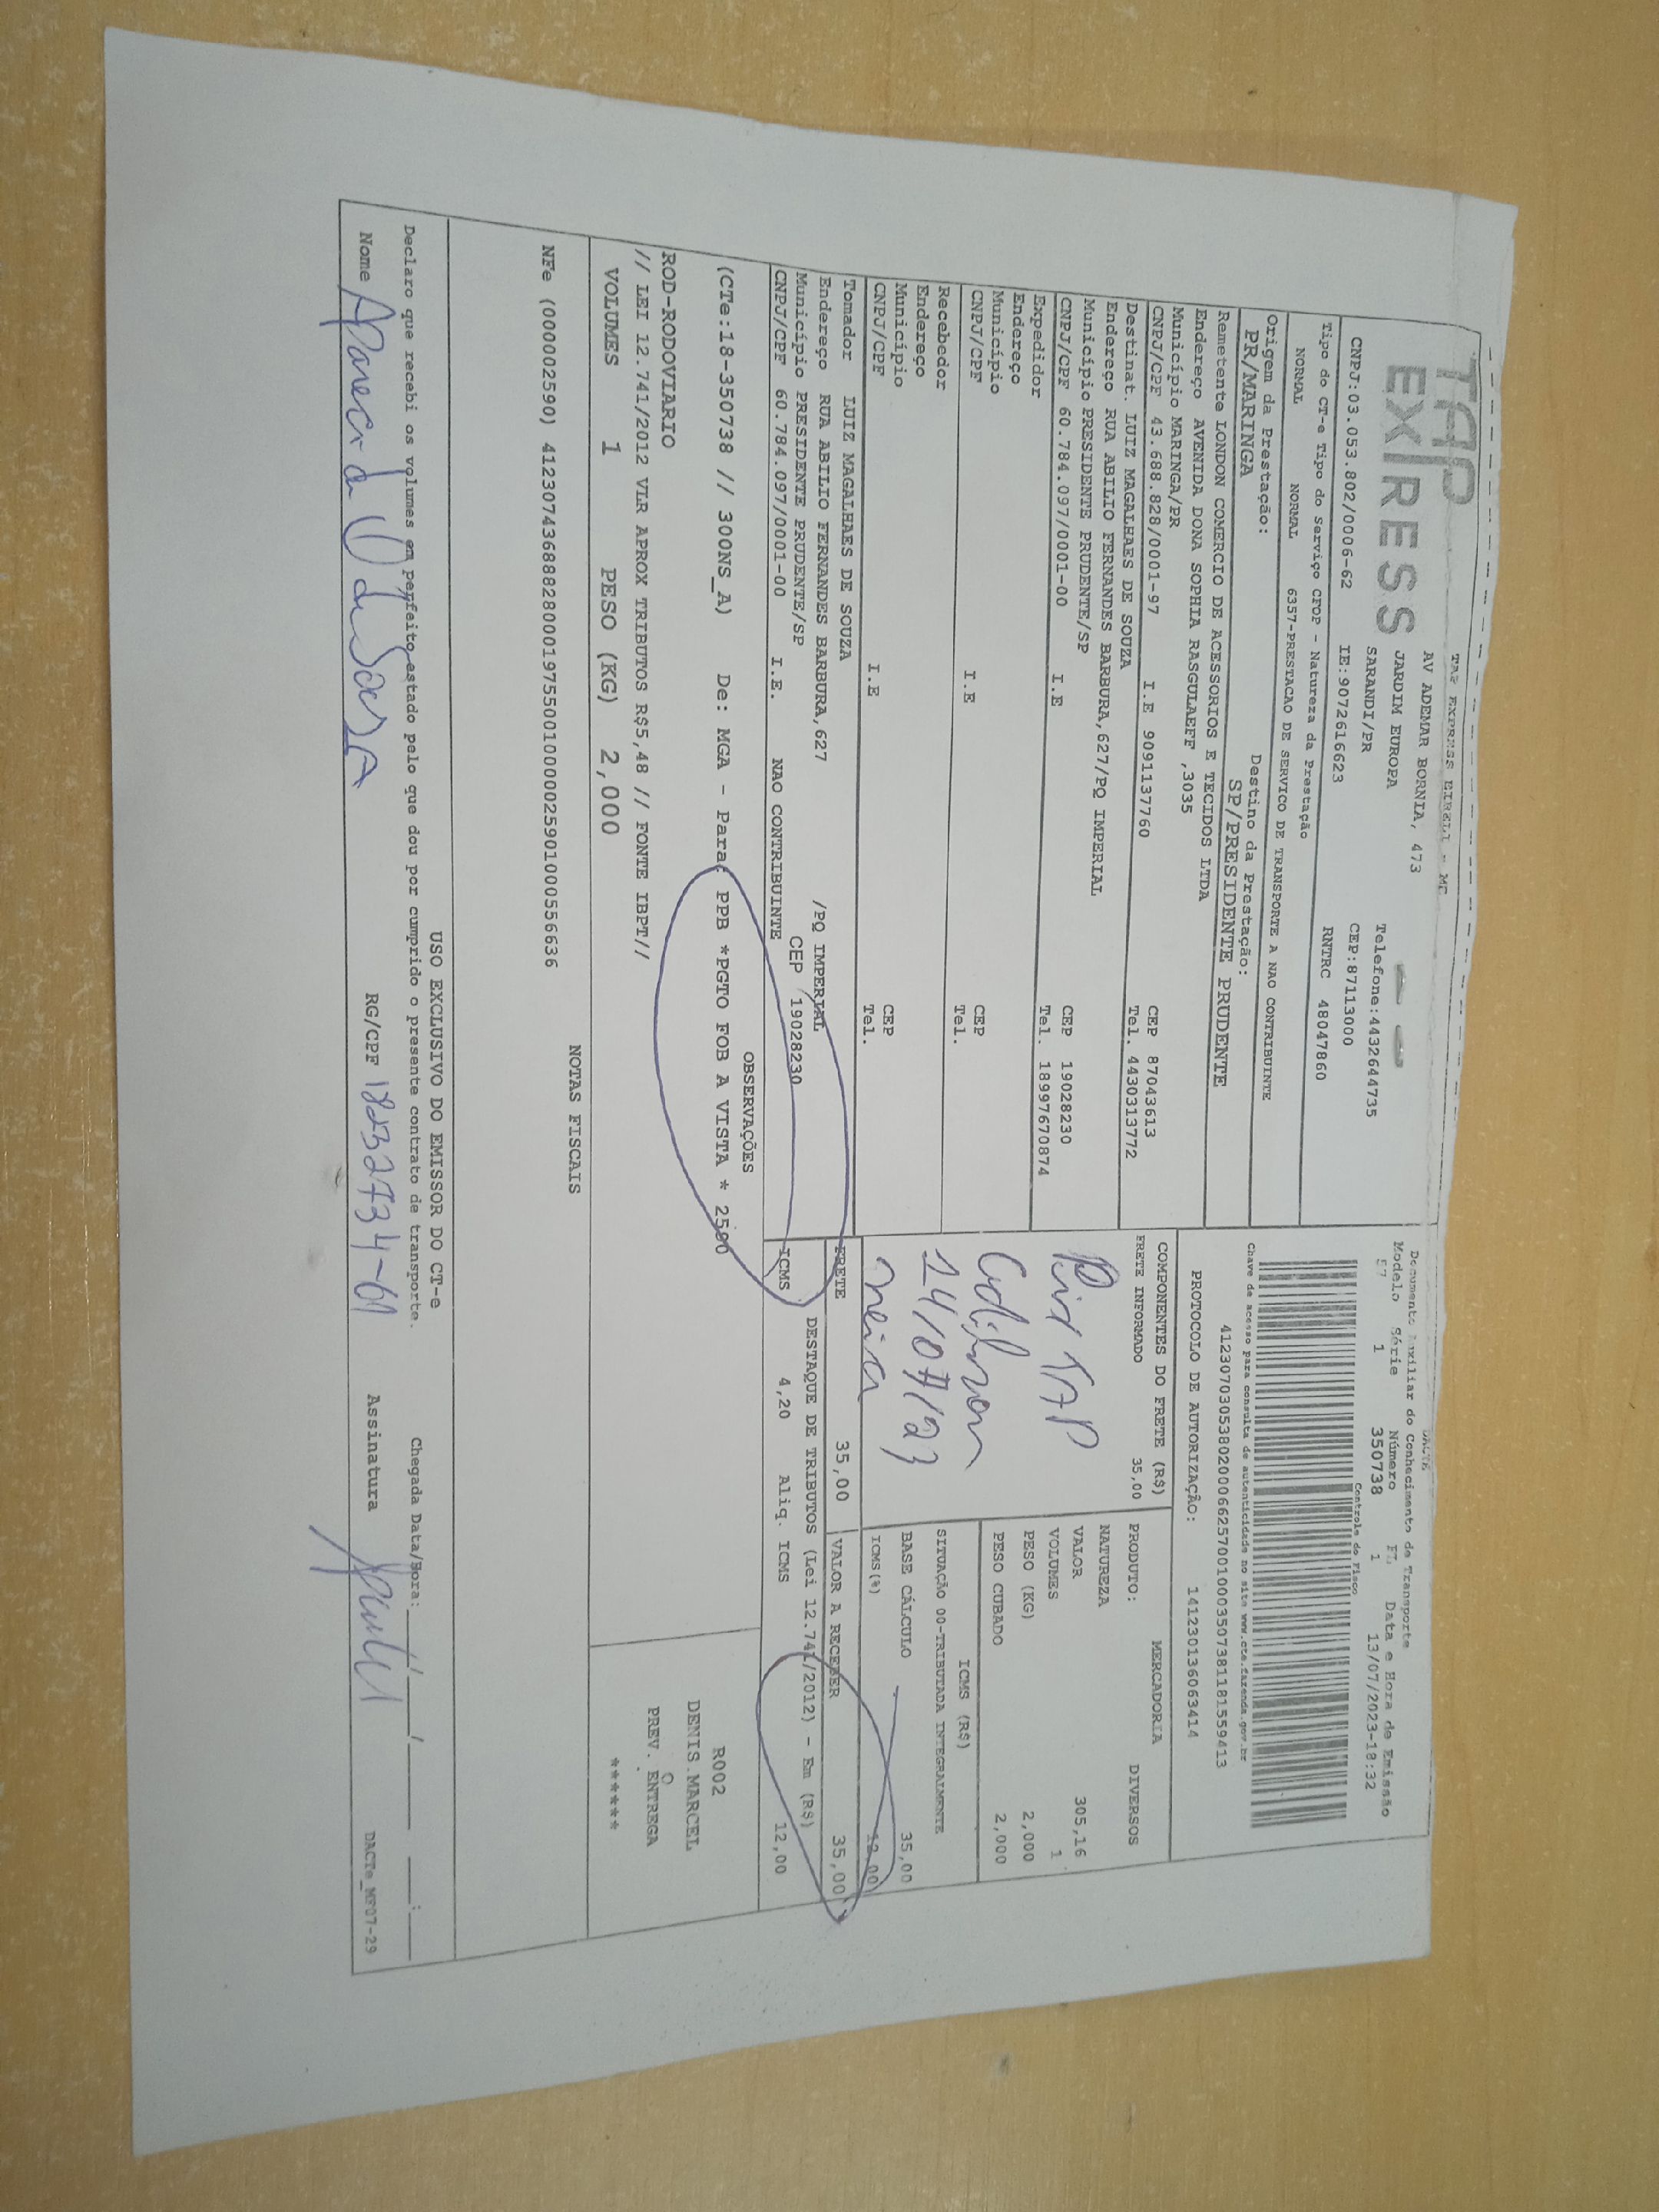 TAP
EXPRESS
TAP EXPRESS EIRELI - ME
AV ADEMAR BORNIA, 473
JARDIM EUROPA
SARANDI/PR
Telefone:4432644735
CEP:87113000
CNPJ:03.053.802/0006-62 IE:9072616623 RNTRC 48047860
Tipo do CT-e Tipo do Serviço CFOP - Natureza da Prestação
NORMAL NORMAL 6357-PRESTACAO DE SERVICO DE TRANSPORTE A NAO CONTRIBUINTE
Origem da Prestação: Destino da Prestação:
PR/MARINGA SP/PRESIDENTE PRUDENTE
Remetente LONDON COMERCIO DE ACESSORIOS E TECIDOS LTDA
Endereço AVENIDA DONA SOPHIA RASGULAEFF ,3035
Município MARINGA/PR CEP 87043613
CNPJ/CPF 43.688.828/0001-97 I.E 9091137760 Tel. 4430313772
Destinat. LUIZ MAGALHAES DE SOUZA
Endereço RUA ABILIO FERNANDES BARBURA,627/PQ IMPERIAL
Município PRESIDENTE PRUDENTE/SP CEP 19028230
CNPJ/CPF 60.784.097/0001-00 I.E Tel. 18997670874
Expedidor
Endereço
Município CEP
CNPJ/CPF I.E Tel.
Recebedor
Endereço
Município CEP
CNPJ/CPF I.E Tel.
Tomador LUIZ MAGALHAES DE SOUZA
Endereço RUA ABILIO FERNANDES BARBURA,627 /PQ IMPERIAL
Município PRESIDENTE PRUDENTE/SP CEP 19028230
CNPJ/CPF 60.784.097/0001-00 I.E. NAO CONTRIBUINTE
DACTE
Documento Auxiliar do Conhecimento de Transporte
Modelo Série Número FL Data e Hora de Emissão
57 1 350738 1 13/07/2023-18:32
Controle do Fisco
Chave de acesso para consulta de autenticidade no site www.cte.fazenda.gov.br
41230703053802000662570010003507381181559413
PROTOCOLO DE AUTORIZAÇÃO: 141230136063414
COMPONENTES DO FRETE (R$)
FRETE INFORMADO 35,00
TAP
24/07/23
MERCADORIA
PRODUTO: DIVERSOS
NATUREZA
VALOR 305,16
VOLUMES 1
PESO (KG) 2,000
PESO CUBADO 2,000
ICMS (R$)
SITUAÇÃO 00-TRIBUTADA INTEGRALMENTE
BASE CÁLCULO 35,00
ICMS(%) 12,00
FRETE 35,00 VALOR A RECEBER 35,00
DESTAQUE DE TRIBUTOS (Lei 12.741/2012) - Em (R$)
ICMS 4,20 Aliq. ICMS 12,00
OBSERVAÇÕES
(CTe:18-350738 // 300NS_A) De: MGA - Para: PPB *PGTO FOB A VISTA * 2590
ROD-RODOVIARIO
// LEI 12.741/2012 VLR APROX TRIBUTOS R$5,48 // FONTE IBPT//
R002
DENIS MARCEL
PREV. ENTREGA
******
VOLUMES 1 PESO (KG) 2,000
NOTAS FISCAIS
NFe (000002590) 41230743688828000197550010000025901000556636
USO EXCLUSIVO DO EMISSOR DO CT-e
Declaro que recebi os volumes em perfeito estado pelo que dou por cumprido o presente contrato de transporte. Chegada Data/Hora:
Nome Aparecida RG/CPF Assinatura
DACTe_MP07-29